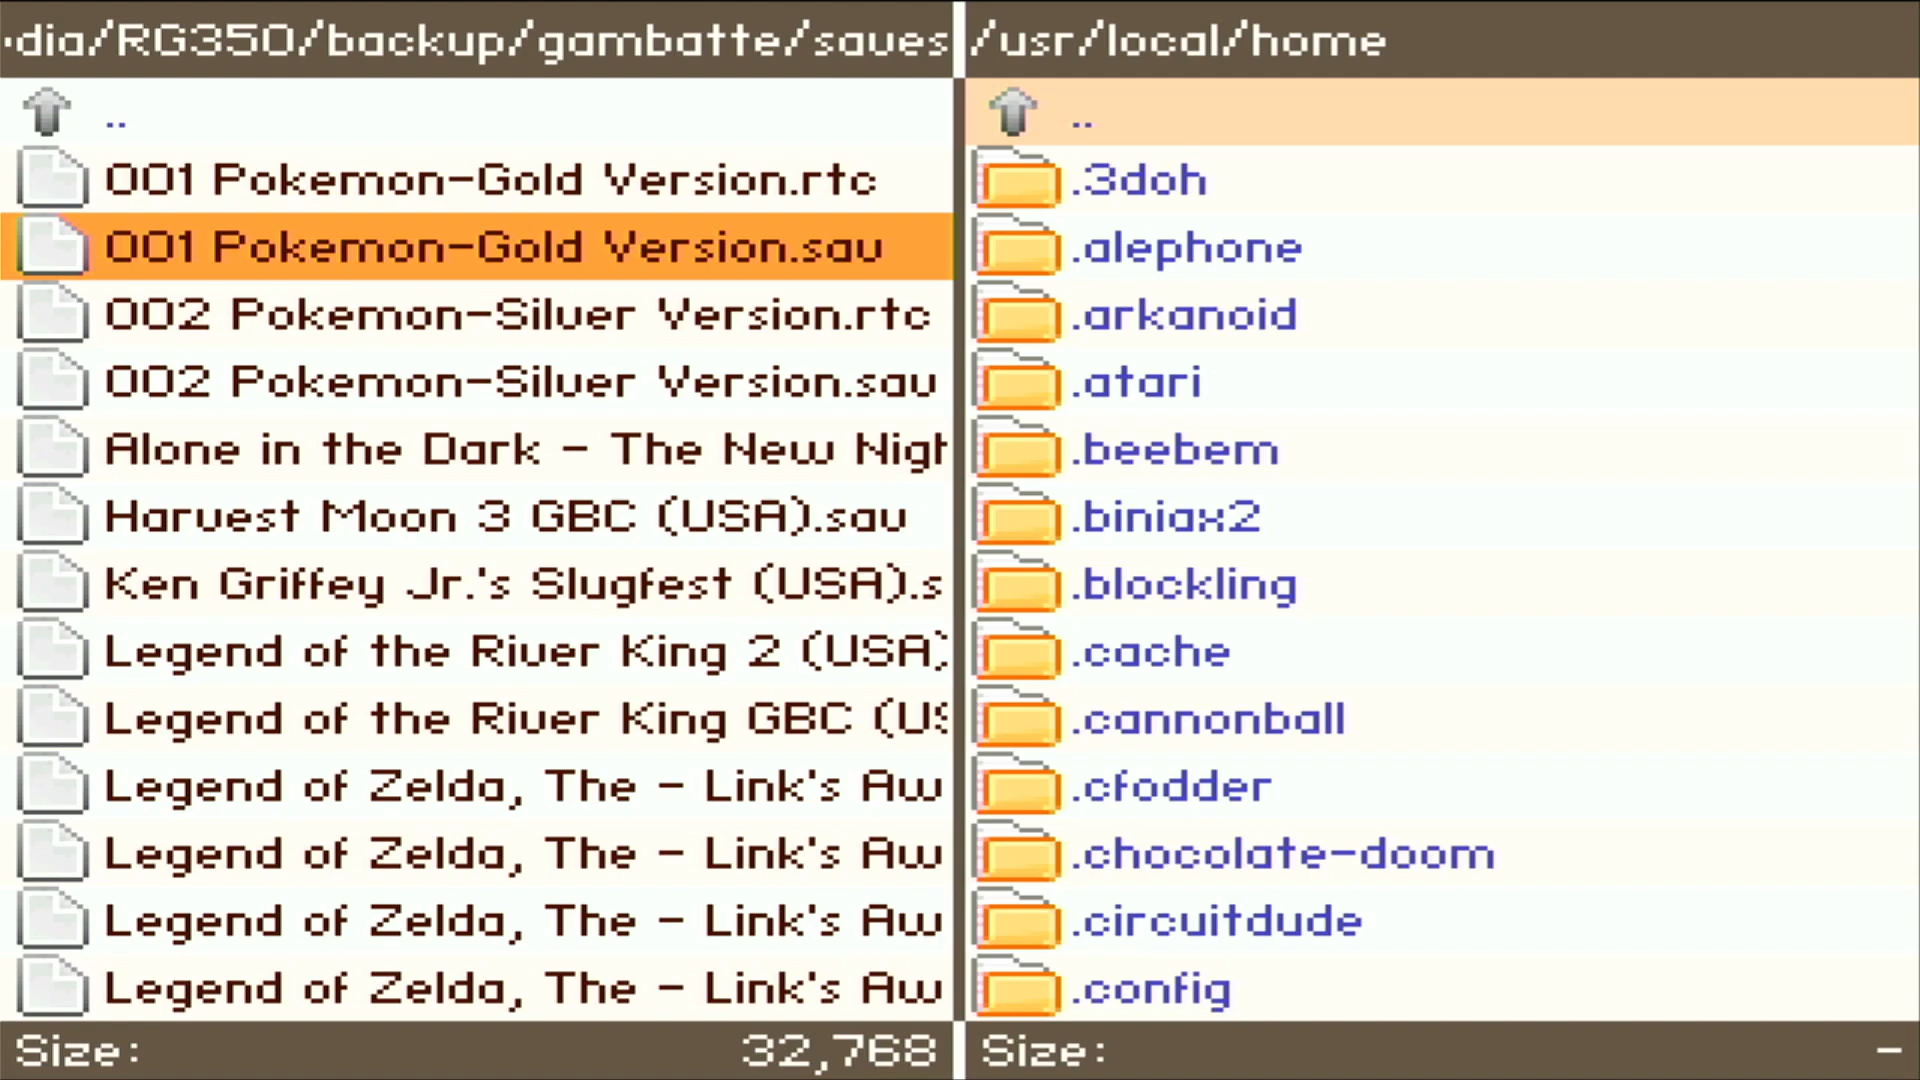 dia/RG350/backup/gambatte/saves
..
001 Pokemon-Gold Version.rtc
001 Pokemon-Gold Version.sav
002 Pokemon-Silver Version.rtc
002 Pokemon-Silver Version.sav
Alone in the Dark - The New Nigh
Harvest Moon 3 GBC (USA).sav
Ken Griffey Jr.'s Slugfest (USA).s
Legend of the River King 2 (USA)
Legend of the River King GBC (US
Legend of Zelda, The - Link's Aw
Legend of Zelda, The - Link's Aw
Legend of Zelda, The - Link's Aw
Legend of Zelda, The - Link's Aw
Size: 32,768
/usr/local/home
..
.3doh
.alephone
.arkanoid
.atari
.beebem
.biniax2
.blockling
.cache
.cannonball
.cfodder
.chocolate-doom
.circuitdude
.config
Size: -